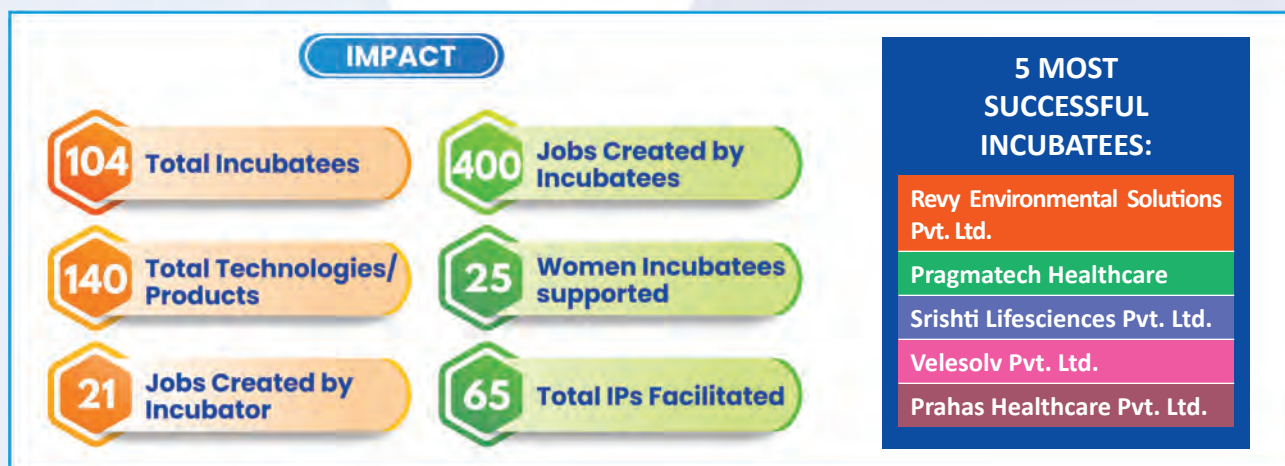 IMPACT
104 Total Incubatees
400 Jobs Created by
Incubatees
140 Total Technologies/
Products
25 Women Incubatees
supported
21 Jobs Created by
Incubator
65 Total IPs Facilitated
5 MOST
SUCCESSFUL
INCUBATEES:
Revy Environmental Solutions
Pvt. Ltd.
Pragmatech Healthcare
Srishti Lifesciences Pvt. Ltd.
Velesolv Pvt. Ltd.
Prahas Healthcare Pvt. Ltd.